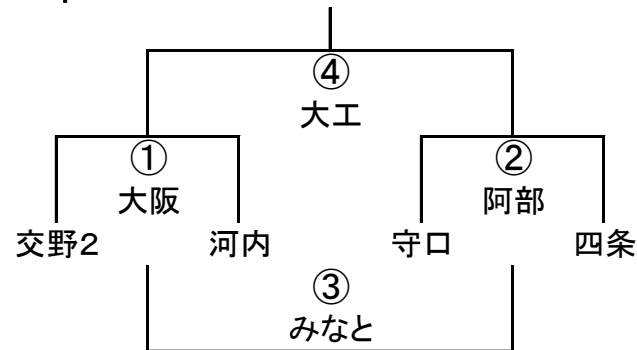 ④
大工
①
②
大阪
阿部
交野２
河内
守口
四条
③
みなと